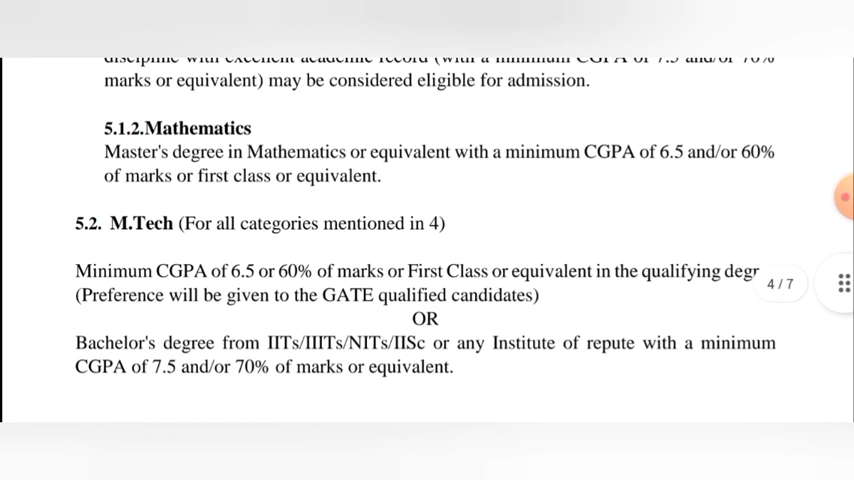 marks or equivalent) may be considered eligible for admission.
5.1.2.Mathematics
Master's degree in Mathematics or equivalent with a minimum CGPA of 6.5 and/or 60%
of marks or first class or equivalent.
5.2. M.Tech (For all categories mentioned in 4)
Minimum CGPA of 6.5 or 60% of marks or First Class or equivalent in the qualifying degr
4 / 7
(Preference will be given to the GATE qualified candidates)
OR
Bachelor's degree from IITs/IIITs/NITs/IISc or any Institute of repute with a minimum
CGPA of 7.5 and/or 70% of marks or equivalent.